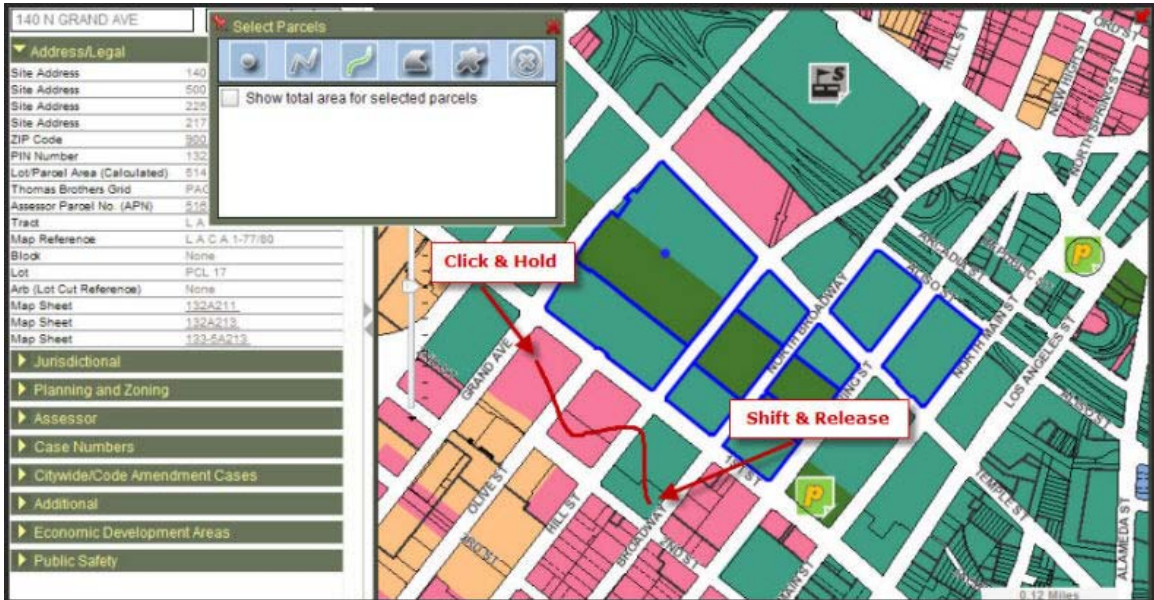 140 N GRAND AVE
Select Parcels
Show total area for selected parcels
Address/Legal
Site Address 140
Site Address 500
Site Address 225
Site Address 217
ZIP Code 900
PIN Number 132
Lot/Parcel Area (Calculated) 514
Thomas Brothers Grid PAG
Assessor Parcel No. (APN) 516
Tract L A
Map Reference L A C A 1-77/80
Block None
Lot PCL 17
Arb (Lot Cut Reference) None
Map Sheet 132A211
Map Sheet 132A213
Map Sheet 133-5A213
Jurisdictional
Planning and Zoning
Assessor
Case Numbers
Citywide/Code Amendment Cases
Additional
Economic Development Areas
Public Safety
Click & Hold
Shift & Release
HILL ST
ORD ST
NEW HIGH ST
NORTH SPRING ST
S
ARCADIA ST
REPUBLIC
P
ALISO ST
NORTH BROADWAY
NORTH MAIN ST
LOS ANGELES ST
GRAND AVE
OLIVE ST
HILL ST
BROADWAY
1ST ST
2ND ST
3RD ST
P
MAIN ST
TEMPLE ST
ALISO ST
ALAMEDA ST
0.12 Miles